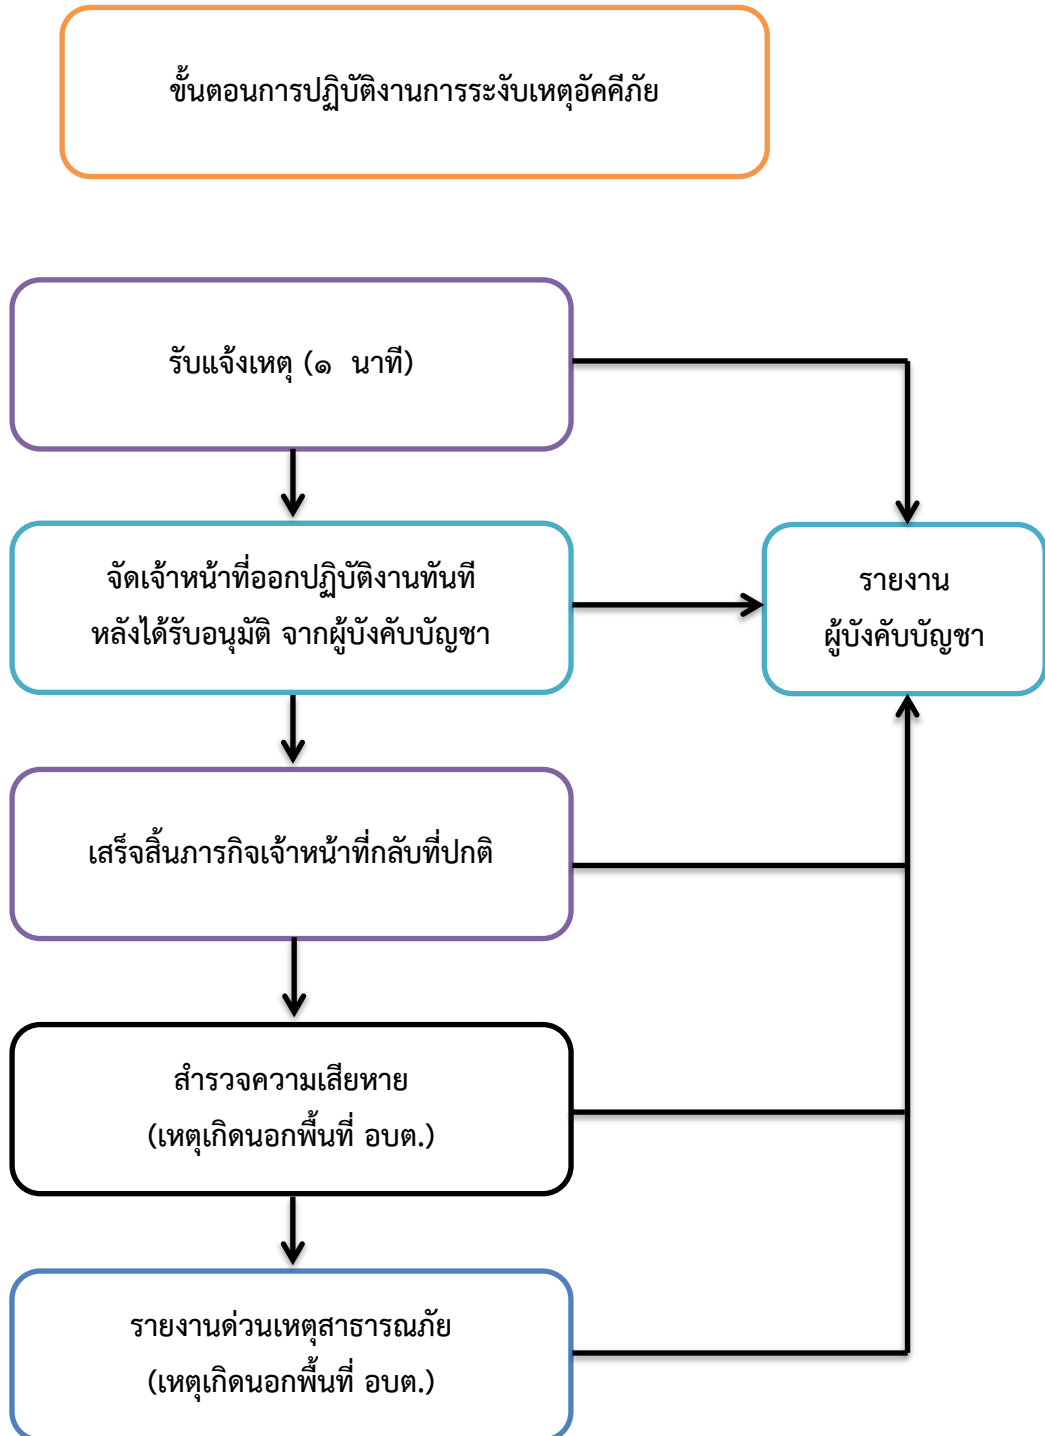 ขั้นตอนการปฏิบัติงานการระงับเหตุอัคคีภัย
รับแจ้งเหตุ (๑ นาที)
จัดเจ้าหน้าที่ออกปฏิบัติงานทันที
หลังได้รับอนุมัติ จากผู้บังคับบัญชา
รายงาน
ผู้บังคับบัญชา
เสร็จสิ้นภารกิจเจ้าหน้าที่กลับที่ปกติ
สำรวจความเสียหาย
(เหตุเกิดนอกพื้นที่ อบต.)
รายงานด่วนเหตุสาธารณภัย
(เหตุเกิดนอกพื้นที่ อบต.)